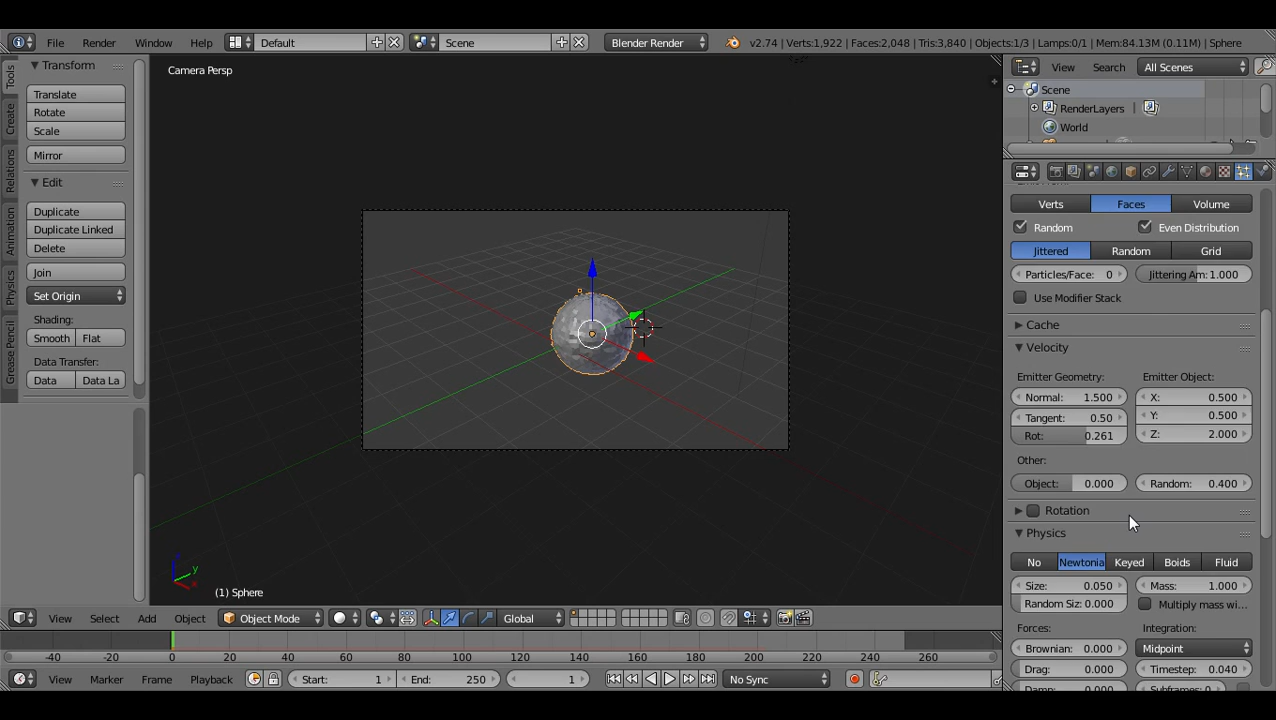 File Render Window Help Default Scene Blender Render v2.74 | Verts:1,922 | Faces:2,048 | Tris:3,840 | Objects:1/3 | Lamps:0/1 | Mem:84.13M (0.11M) | Sphere
Tools
Create
Relations
Animation
Physics
Grease Pencil
Transform
Translate
Rotate
Scale
Mirror
Edit
Duplicate
Duplicate Linked
Delete
Join
Set Origin
Shading:
Smooth Flat
Data Transfer:
Data Data La
Camera Persp
y
(1) Sphere
View Select Add Object Object Mode Global
-40 -20 0 20 40 60 80 100 120 140 160 180 200 220 240 260
View Marker Frame Playback Start: 1 End: 250 1 No Sync
View Search All Scenes
Scene
RenderLayers |
World
Verts Faces Volume
Random Even Distribution
Jittered Random Grid
Particles/Face: 0 Jittering Am: 1.000
Use Modifier Stack
Cache
Velocity
Emitter Geometry: Emitter Object:
Normal: 1.500 X: 0.500
Tangent: 0.50 Y: 0.500
Rot: 0.261 Z: 2.000
Other:
Object: 0.000 Random: 0.400
Rotation
Physics
No Newtonia Keyed Boids Fluid
Size: 0.050 Mass: 1.000
Random Siz: 0.000 Multiply mass wi...
Forces: Integration:
Brownian: 0.000 Midpoint
Drag: 0.000 Timestep: 0.040
Damp: 0.000 Subframes: 0